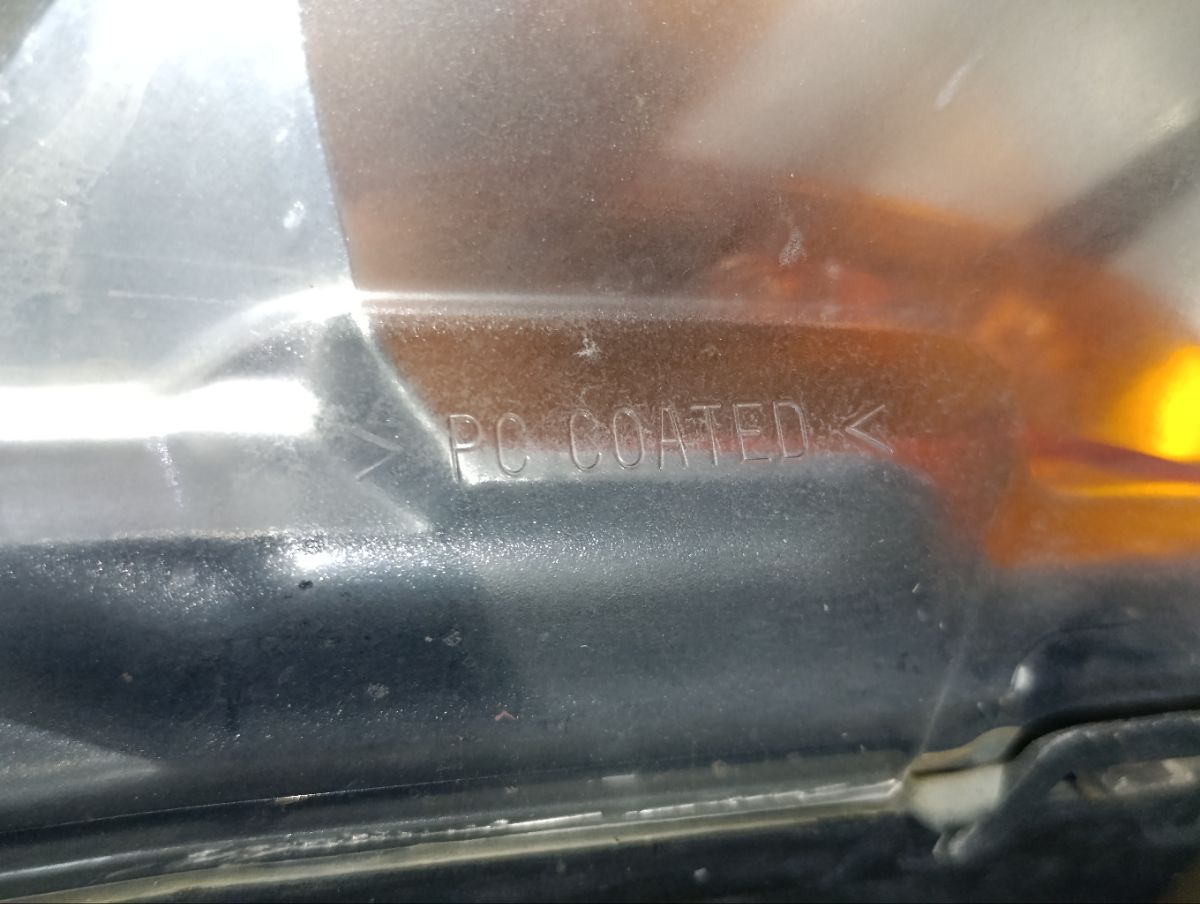 > PC COATED <